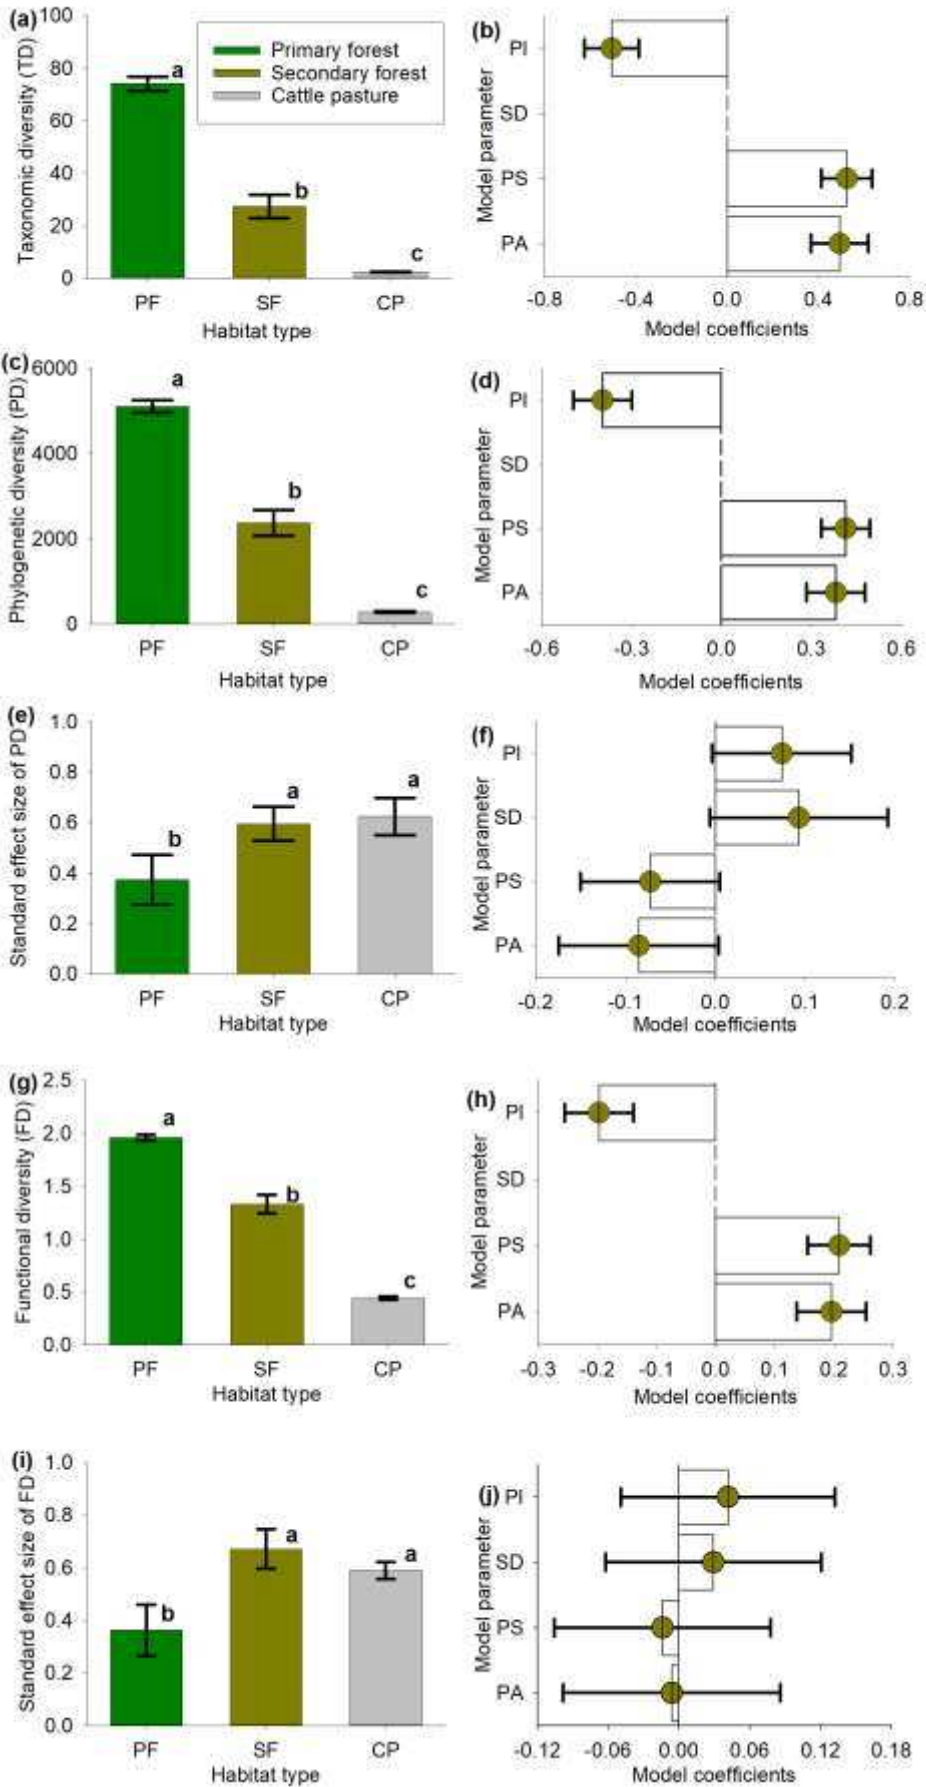 (a)
Taxonomic diversity (TD)
100
80
60
40
20
0
a
b
c
Primary forest
Secondary forest
Cattle pasture
PF SF CP
Habitat type
(b)
Model parameter
PI
SD
PS
PA
-0.8 -0.4 0.0 0.4 0.8
Model coefficients
(c)
Phylogenetic diversity (PD)
6000
4000
2000
0
a
b
c
PF SF CP
Habitat type
(d)
Model parameter
PI
SD
PS
PA
-0.6 -0.3 0.0 0.3 0.6
Model coefficients
(e)
Standard effect size of PD
1.0
0.8
0.6
0.4
0.2
0.0
b
a
a
PF SF CP
Habitat type
(f)
Model parameter
PI
SD
PS
PA
-0.2 -0.1 0.0 0.1 0.2
Model coefficients
(g)
Functional diversity (FD)
2.5
2.0
1.5
1.0
0.5
0.0
a
b
c
PF SF CP
Habitat type
(h)
Model parameter
PI
SD
PS
PA
-0.3 -0.2 -0.1 0.0 0.1 0.2 0.3
Model coefficients
(i)
Standard effect size of FD
1.0
0.8
0.6
0.4
0.2
0.0
b
a
a
PF SF CP
Habitat type
(j)
Model parameter
PI
SD
PS
PA
-0.12 -0.06 0.00 0.06 0.12 0.18
Model coefficients